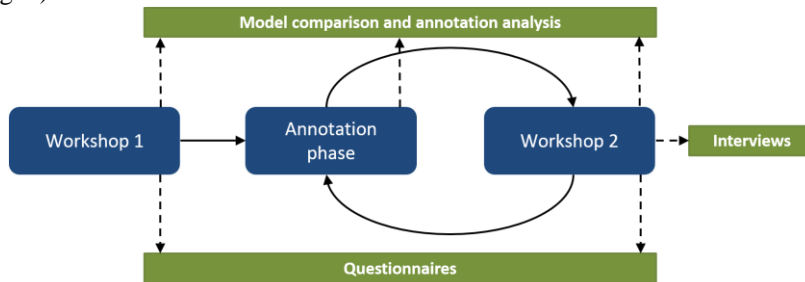 Model comparison and annotation analysis
Workshop 1
Annotation
phase
Workshop 2
Interviews
Questionnaires